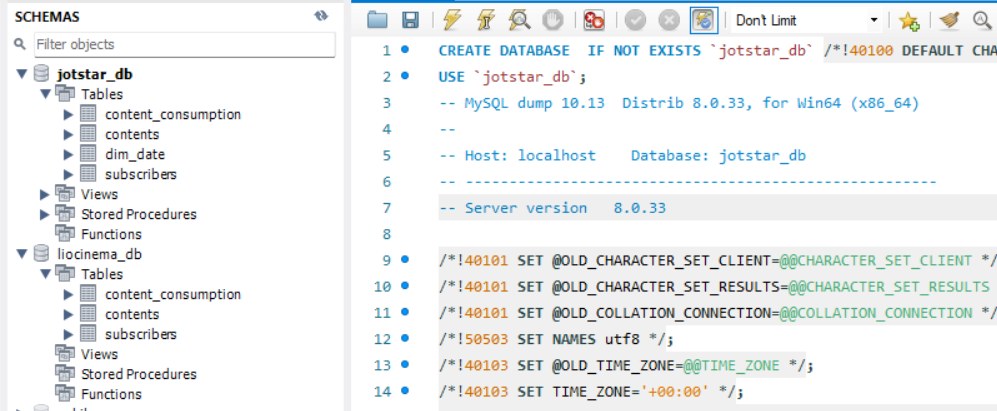 SCHEMAS
Filter objects
jotstar_db
Tables
content_consumption
contents
dim_date
subscribers
Views
Stored Procedures
Functions
liocinema_db
Tables
content_consumption
contents
subscribers
Views
Stored Procedures
Functions
Don't Limit
1 CREATE DATABASE  IF NOT EXISTS `jotstar_db` /*!40100 DEFAULT CHA
2 USE `jotstar_db`;
3 -- MySQL dump 10.13  Distrib 8.0.33, for Win64 (x86_64)
4 --
5 -- Host: localhost    Database: jotstar_db
6 -- ------------------------------------------------------
7 -- Server version   8.0.33
8
9 /*!40101 SET @OLD_CHARACTER_SET_CLIENT=@@CHARACTER_SET_CLIENT */
10 /*!40101 SET @OLD_CHARACTER_SET_RESULTS=@@CHARACTER_SET_RESULTS
11 /*!40101 SET @OLD_COLLATION_CONNECTION=@@COLLATION_CONNECTION */
12 /*!50503 SET NAMES utf8 */;
13 /*!40103 SET @OLD_TIME_ZONE=@@TIME_ZONE */;
14 /*!40103 SET TIME_ZONE='+00:00' */;